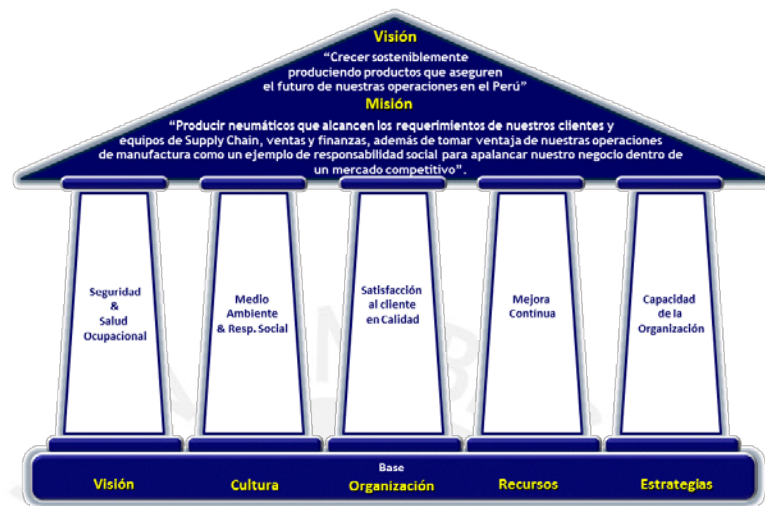 Visión
“Crecer sosteniblemente
produciendo productos que aseguren
el futuro de nuestras operaciones en el Perú”
Misión
“Producir neumáticos que alcancen los requerimientos de nuestros clientes y
equipos de Supply Chain, ventas y finanzas, además de tomar ventaja de nuestras operaciones
de manufactura como un ejemplo de responsabilidad social para apalancar nuestro negocio dentro de
un mercado competitivo”.
Seguridad
&
Salud
Ocupacional
Medio
Ambiente
& Resp. Social
Satisfacción
al cliente
en Calidad
Mejora
Continua
Capacidad
de la
Organización
Base
Visión
Cultura
Organización
Recursos
Estrategias